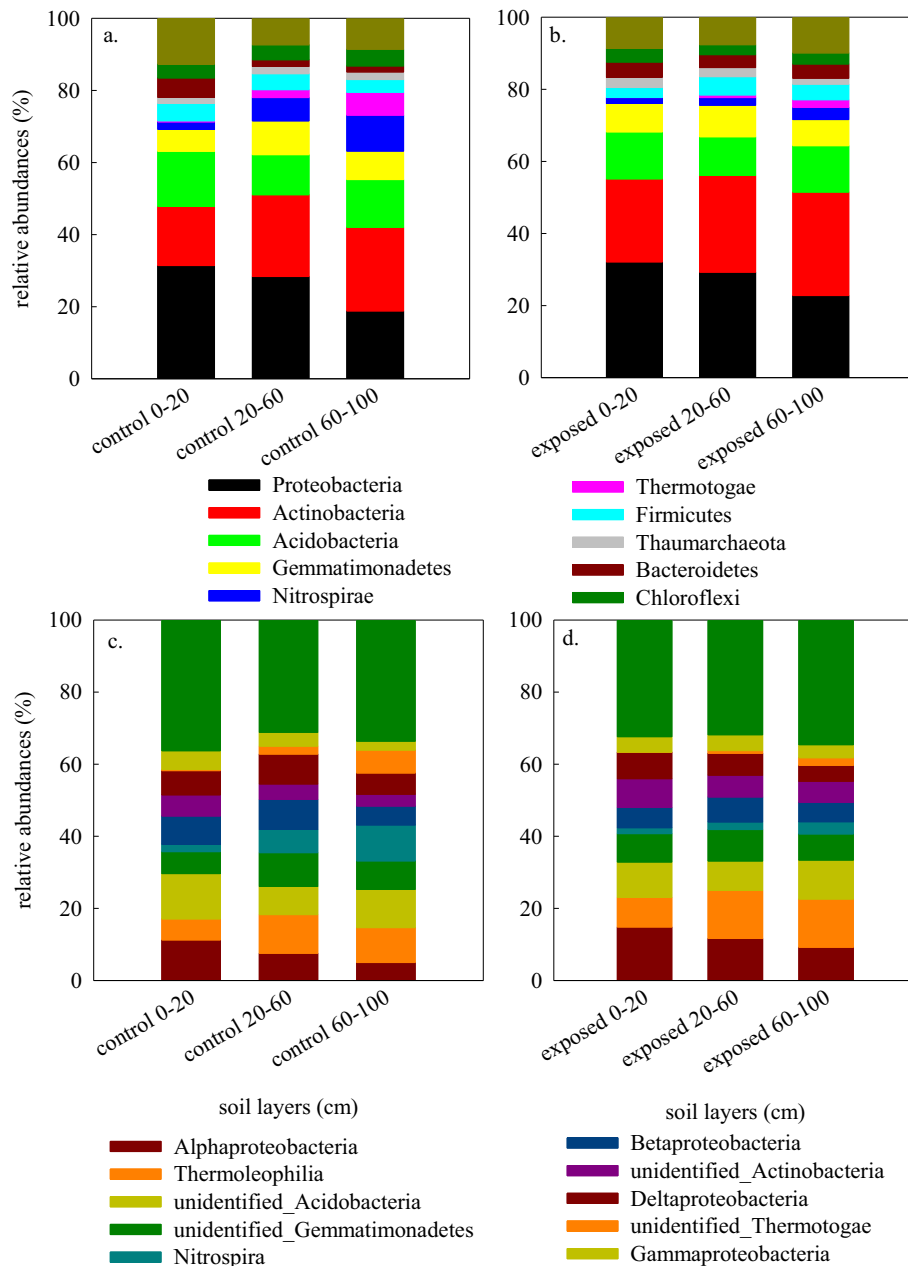 a.
100
80
60
40
20
0
relative abundances (%)
control 0-20
control 20-60
control 60-100
b.
100
80
60
40
20
0
exposed 0-20
exposed 20-60
exposed 60-100
Proteobacteria
Actinobacteria
Acidobacteria
Gemmatimonadetes
Nitrospirae
Thermotogae
Firmicutes
Thaumarchaeota
Bacteroidetes
Chloroflexi
c.
100
80
60
40
20
0
relative abundances (%)
control 0-20
control 20-60
control 60-100
soil layers (cm)
d.
100
80
60
40
20
0
exposed 0-20
exposed 20-60
exposed 60-100
soil layers (cm)
Alphaproteobacteria
Thermoleophilia
unidentified_Acidobacteria
unidentified_Gemmatimonadetes
Nitrospira
Betaproteobacteria
unidentified_Actinobacteria
Deltaproteobacteria
unidentified_Thermotogae
Gammaproteobacteria